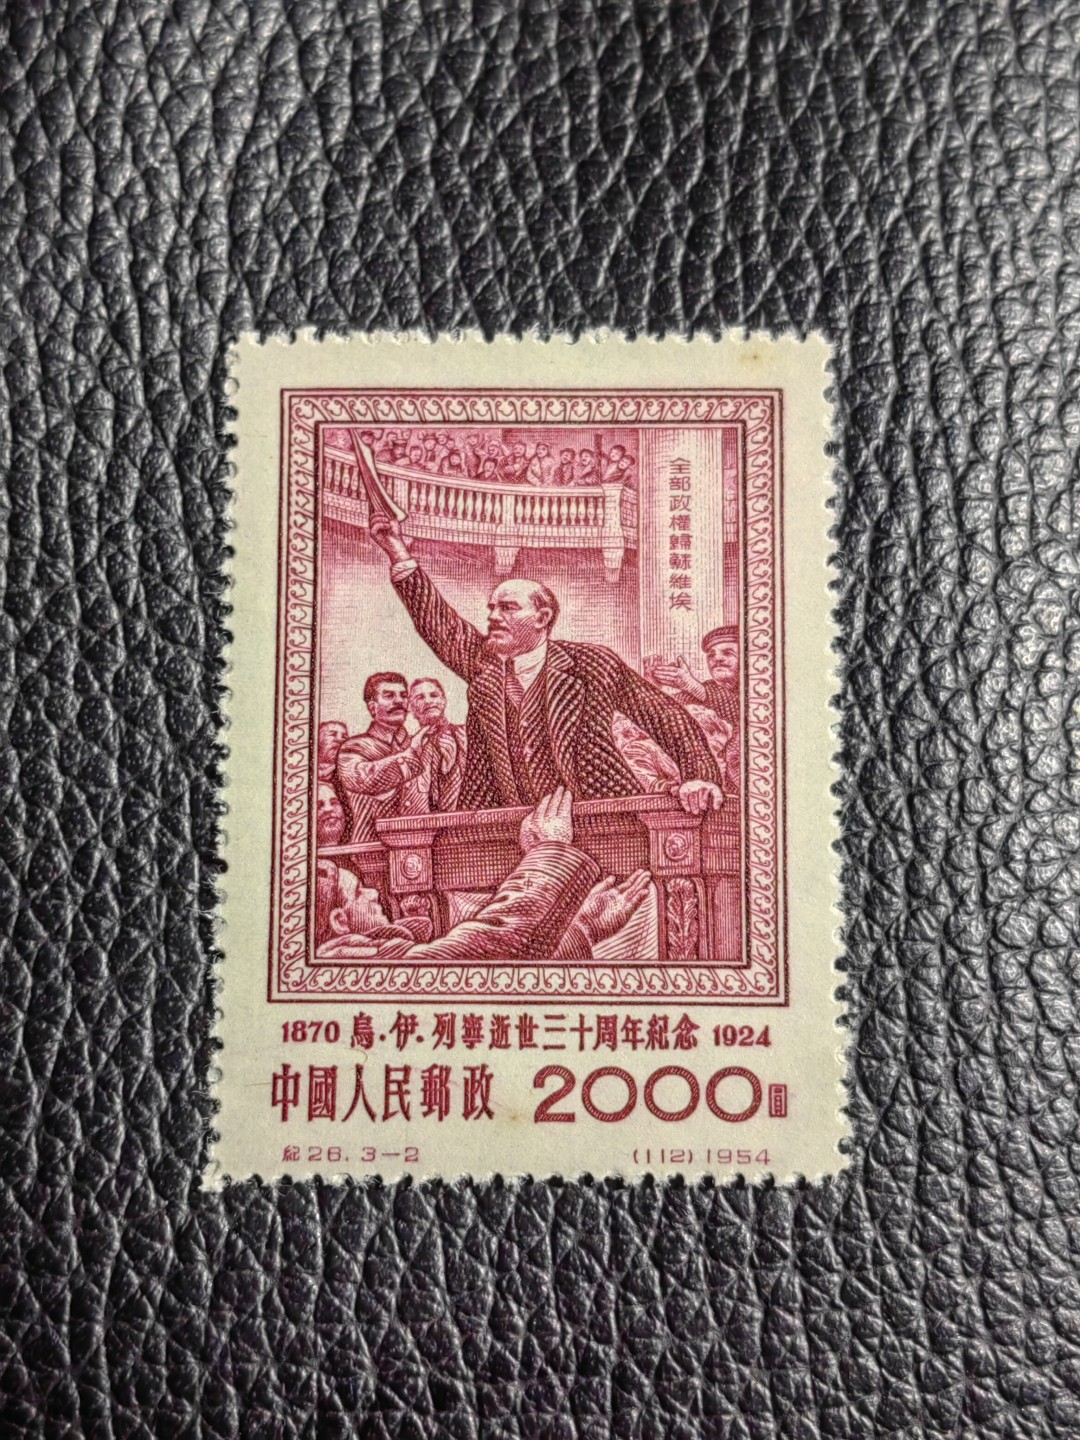 全部政權歸蘇維埃
1870 烏·伊·列寧逝世三十周年紀念 1924
中國人民郵政 2000圓
紀26.3-2 (112)1954